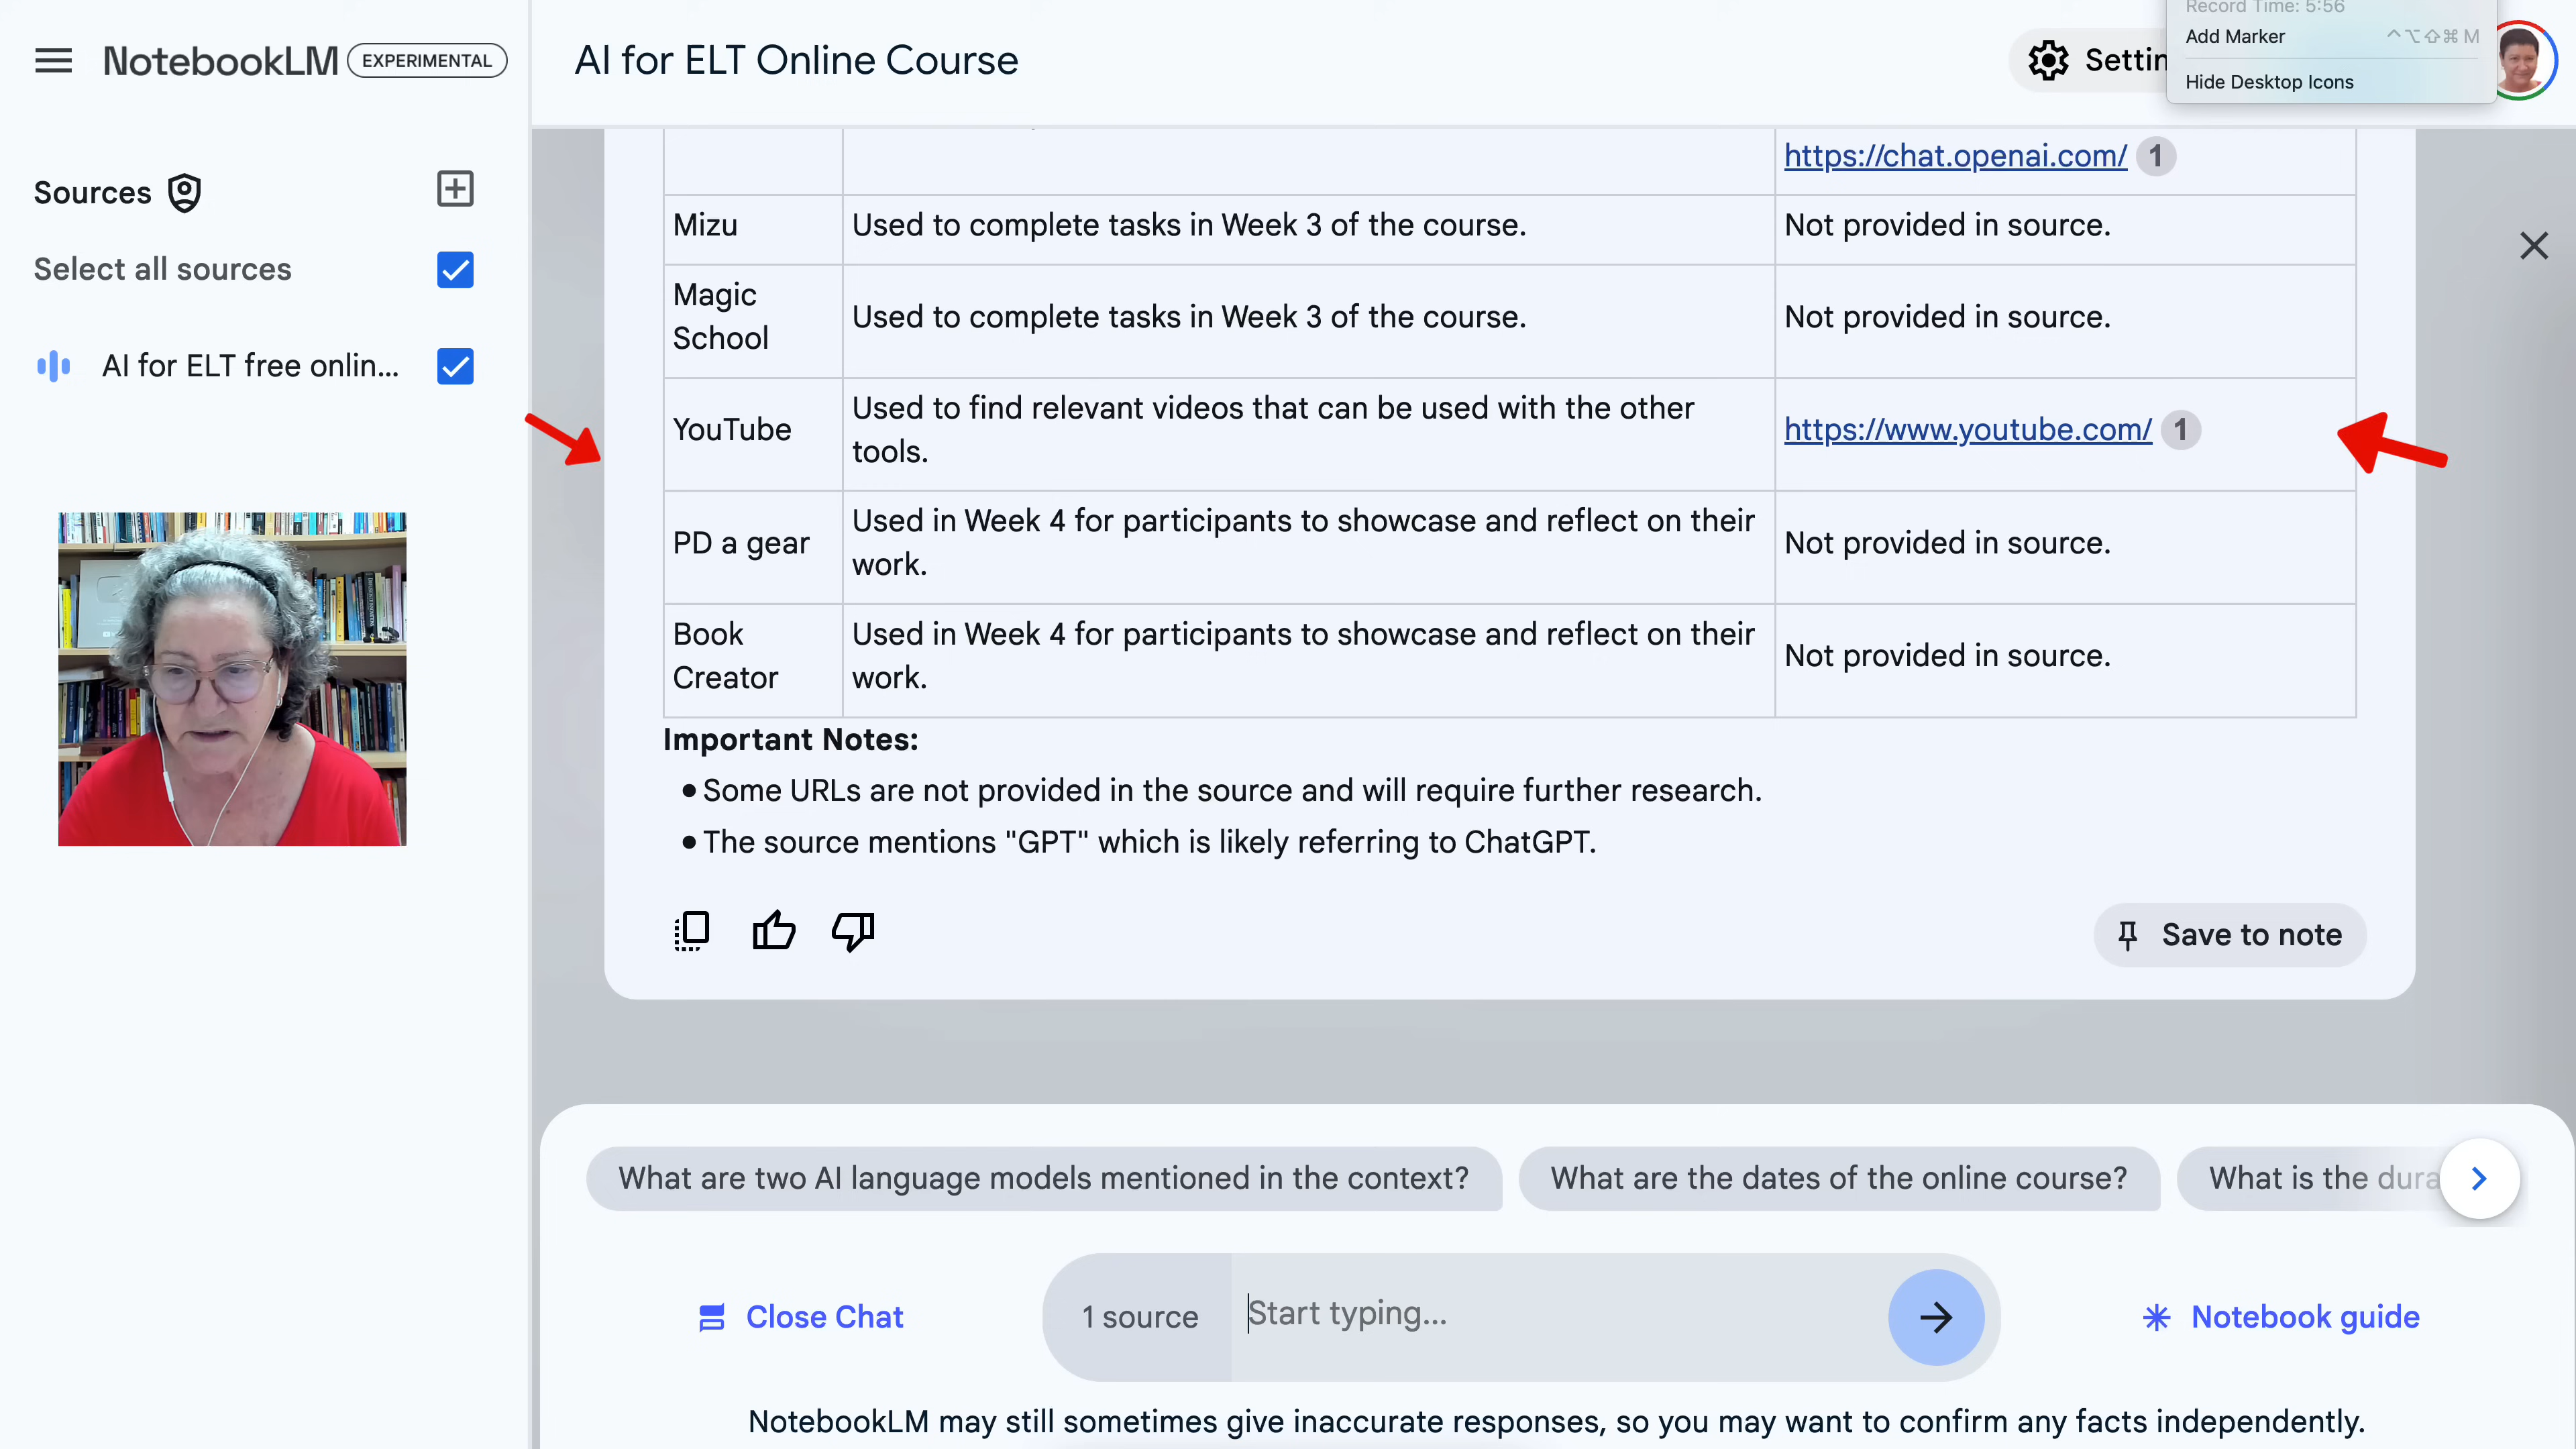 NotebookLM EXPERIMENTAL
AI for ELT Online Course
Record Time: 5:56
Add Marker ^⌥⇧⌘ M
Hide Desktop Icons
Settin
Sources
Select all sources
AI for ELT free onlin...
https://chat.openai.com/ 1
Mizu
Used to complete tasks in Week 3 of the course.
Not provided in source.
Magic
School
Used to complete tasks in Week 3 of the course.
Not provided in source.
YouTube
Used to find relevant videos that can be used with the other
tools.
https://www.youtube.com/ 1
PD a gear
Used in Week 4 for participants to showcase and reflect on their
work.
Not provided in source.
Book
Creator
Used in Week 4 for participants to showcase and reflect on their
work.
Not provided in source.
Important Notes:
• Some URLs are not provided in the source and will require further research.
• The source mentions "GPT" which is likely referring to ChatGPT.
Save to note
What are two AI language models mentioned in the context?
What are the dates of the online course?
What is the dura
Close Chat
1 source
Start typing...
Notebook guide
NotebookLM may still sometimes give inaccurate responses, so you may want to confirm any facts independently.